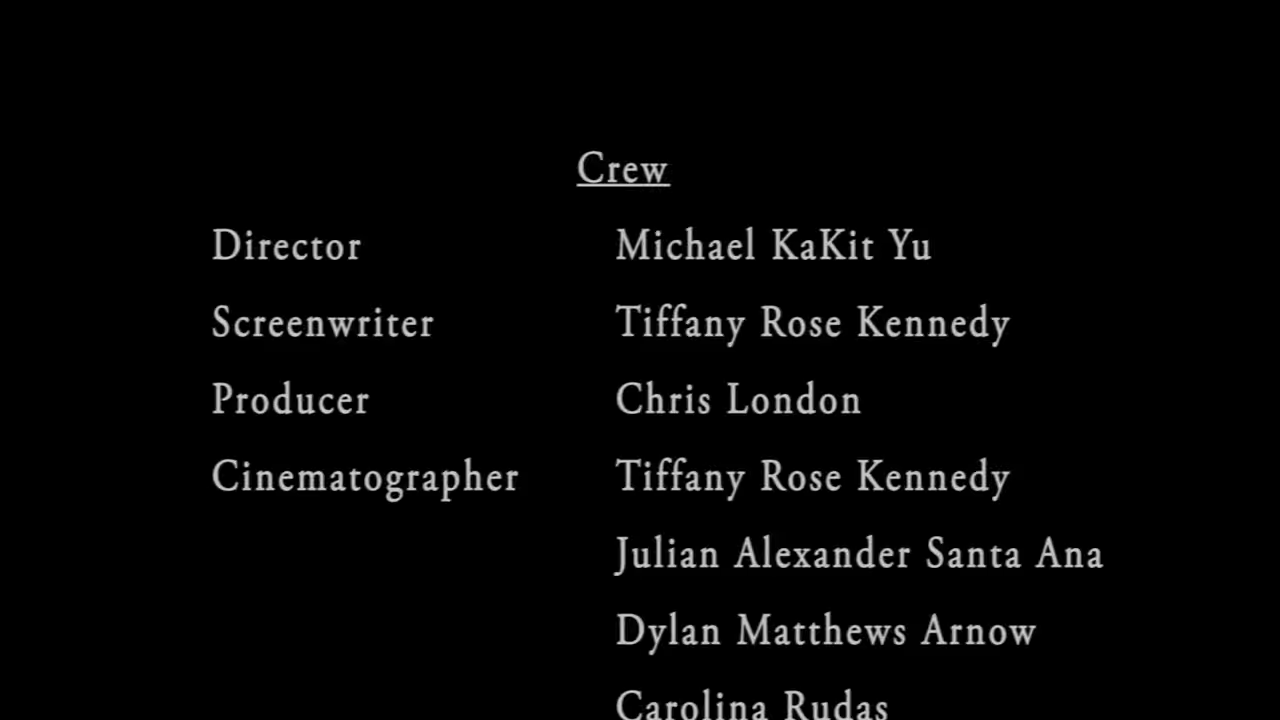 Crew
Director Michael KaKit Yu
Screenwriter Tiffany Rose Kennedy
Producer Chris London
Cinematographer Tiffany Rose Kennedy
Julian Alexander Santa Ana
Dylan Matthews Arnow
Carolina Rudas